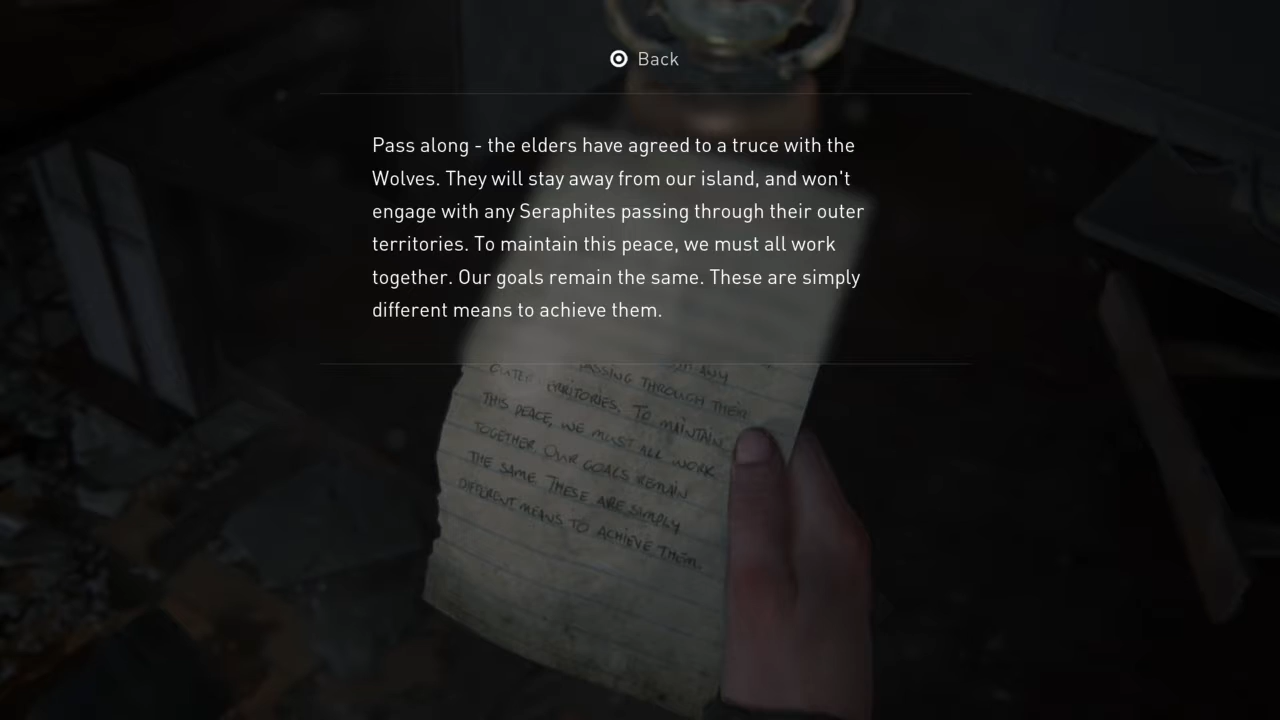 Back
Pass along - the elders have agreed to a truce with the
Wolves. They will stay away from our island, and won't
engage with any Seraphites passing through their outer
territories. To maintain this peace, we must all work
together. Our goals remain the same. These are simply
different means to achieve them.
ANY
OUTER PASSING THROUGH THEIR
TERRITORIES. TO MAINTAIN
THIS PEACE, WE MUST ALL WORK
TOGETHER. OUR GOALS REMAIN
THE SAME. THESE ARE SIMPLY
DIFFERENT MEANS TO ACHIEVE THEM.